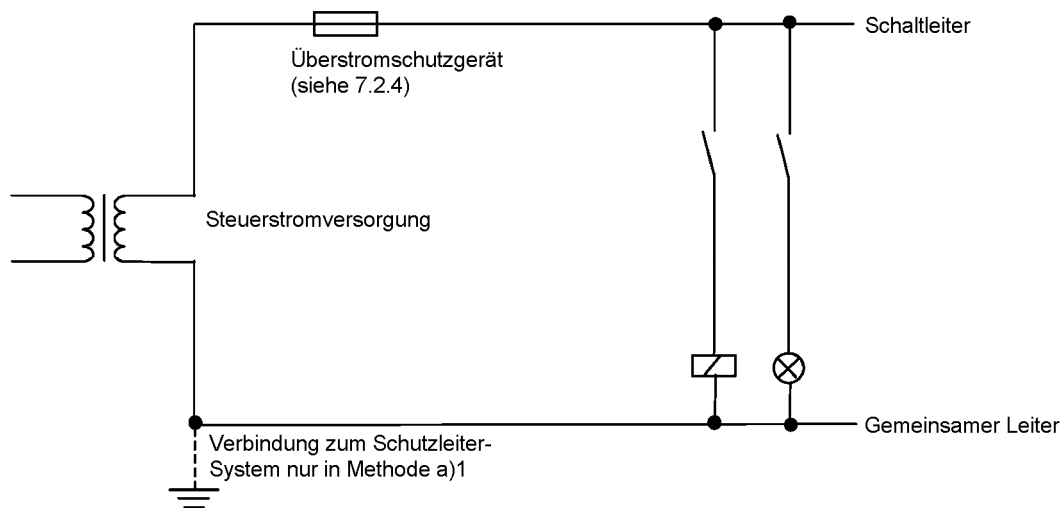 Schaltleiter
Überstromschutzgerät
(siehe 7.2.4)
Steuerstromversorgung
Gemeinsamer Leiter
Verbindung zum Schutzleiter-
System nur in Methode a)1